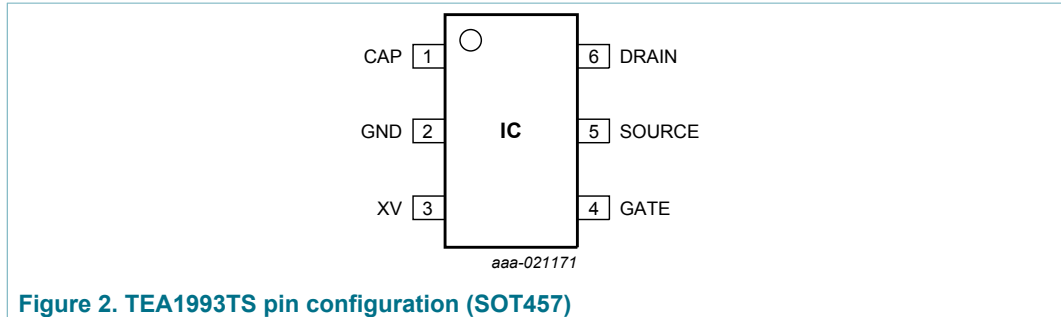 CAP 1 6 DRAIN
GND 2 IC 5 SOURCE
XV 3 4 GATE
aaa-021171
Figure 2. TEA1993TS pin configuration (SOT457)